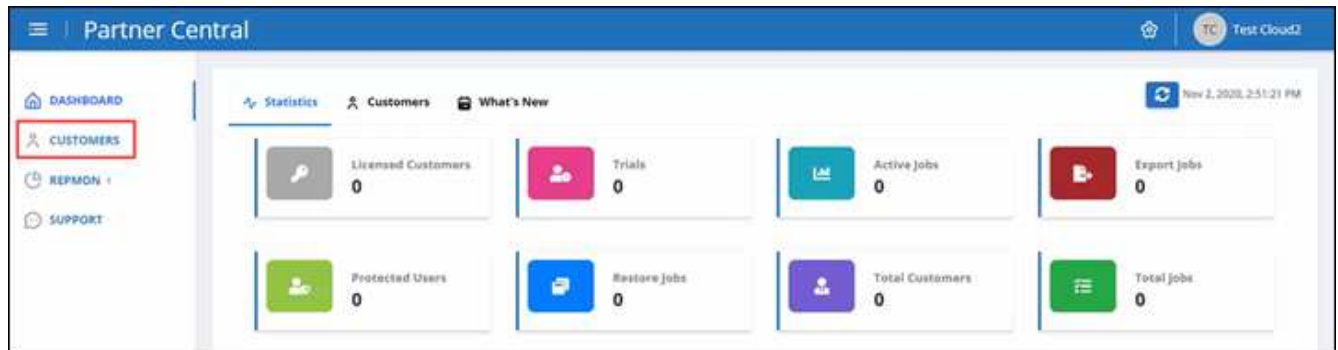 Partner Central
TC Test Cloud2
DASHBOARD
CUSTOMERS
REPMON
SUPPORT
Statistics Customers What's New
Nov 2, 2020, 2:51:21 PM
Licensed Customers
0
Trials
0
Active Jobs
0
Export Jobs
0
Protected Users
0
Restore Jobs
0
Total Customers
0
Total Jobs
0